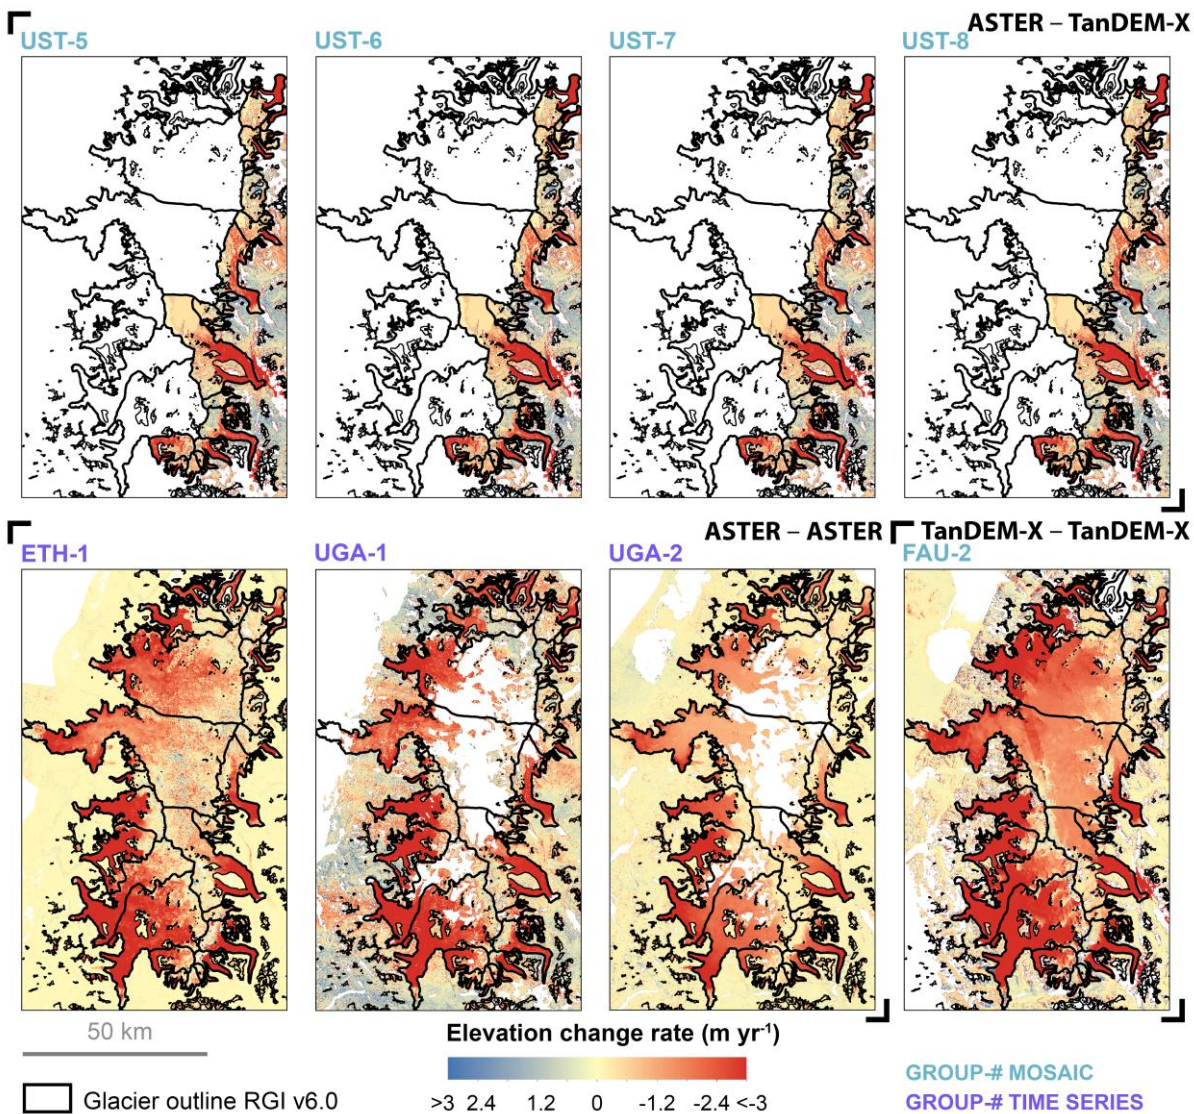 ASTER – TanDEM-X
UST-5
UST-6
UST-7
UST-8
ASTER – ASTER
TanDEM-X – TanDEM-X
ETH-1
UGA-1
UGA-2
FAU-2
50 km
Elevation change rate (m yr⁻¹)
Glacier outline RGI v6.0
>3 2.4 1.2 0 -1.2 -2.4 <-3
GROUP-# MOSAIC
GROUP-# TIME SERIES